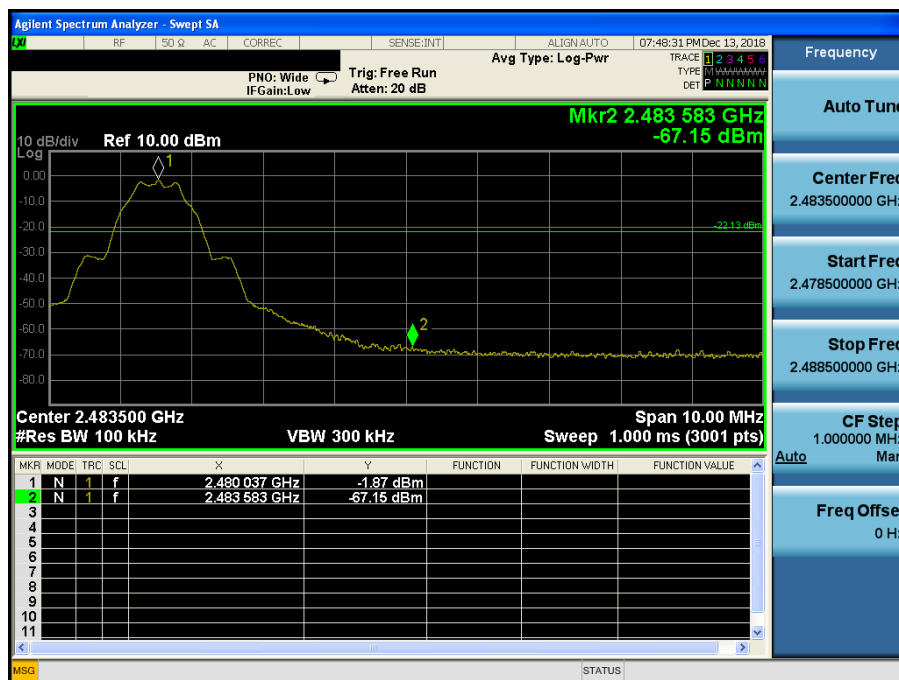 Agilent Spectrum Analyzer - Swept SA
LXI RF 50 Ω AC CORREC SENSE:INT ALIGN AUTO 07:48:31 PM Dec 13, 2018
Frequency
PNO: Wide Trig: Free Run Avg Type: Log-Pwr TRACE 1 2 3 4 5 6
IFGain:Low Atten: 20 dB TYPE M
DET P N N N N N
Auto Tune
Mkr2 2.483 583 GHz
-67.15 dBm
10 dB/div Ref 10.00 dBm
Log
1
0.00
-10.0
-20.0
-22.13 dBm
-30.0
-40.0
-50.0
-60.0
2
-70.0
-80.0
Center 2.483500 GHz Span 10.00 MHz
#Res BW 100 kHz VBW 300 kHz Sweep 1.000 ms (3001 pts)
Center Freq
2.483500000 GHz
Start Freq
2.478500000 GHz
Stop Freq
2.488500000 GHz
CF Step
1.000000 MHz
Auto Man
Freq Offset
0 Hz
MKR MODE TRC SCL X Y FUNCTION FUNCTION WIDTH FUNCTION VALUE
1 N 1 f 2.480 037 GHz -1.87 dBm
2 N 1 f 2.483 583 GHz -67.15 dBm
3
4
5
6
7
8
9
10
11
MSG STATUS